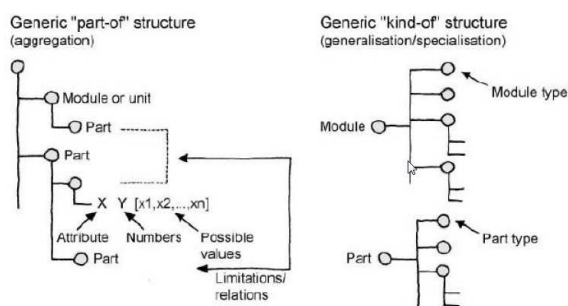 Generic "part-of" structure
(aggregation)
Module or unit
Part
Part
X Y [x1,x2,...,xn]
Attribute Numbers Possible
values
Part
Limitations/
relations
Generic "kind-of" structure
(generalisation/specialisation)
Module type
Module
Part type
Part